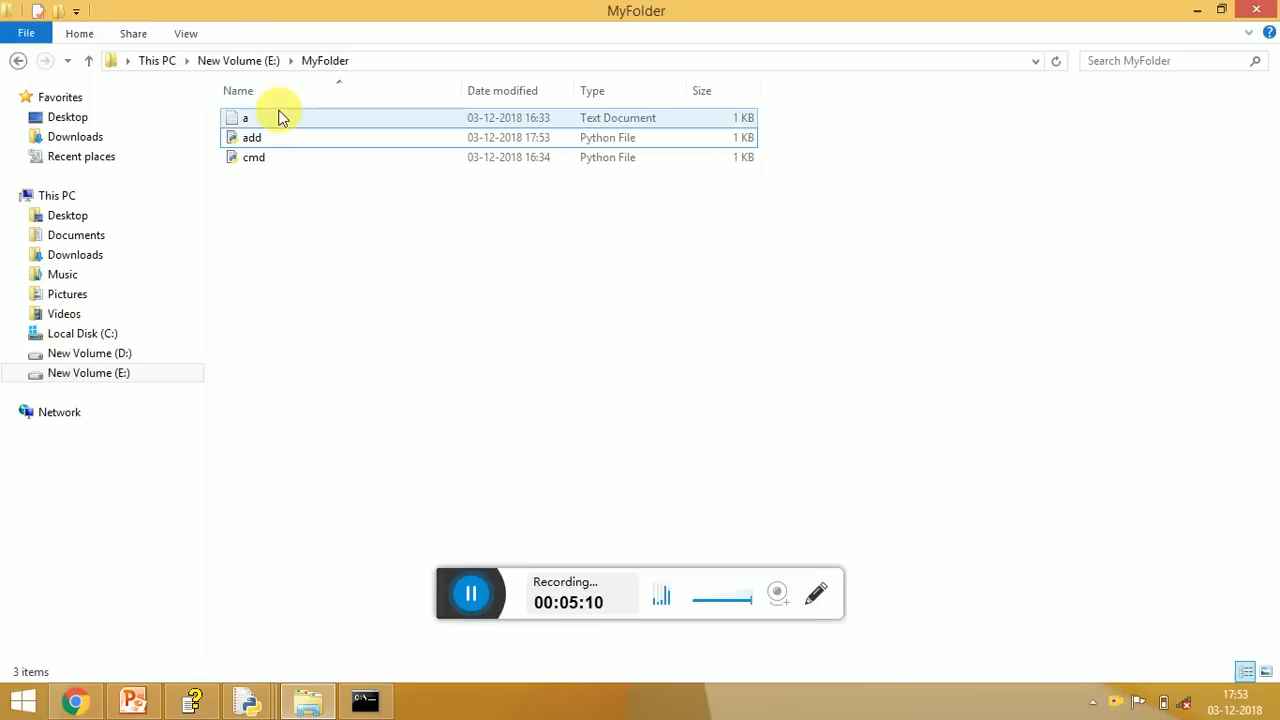 MyFolder
File Home Share View
This PC New Volume (E:) MyFolder Search MyFolder
Name Date modified Type Size
a 03-12-2018 16:33 Text Document 1 KB
add 03-12-2018 17:53 Python File 1 KB
cmd 03-12-2018 16:34 Python File 1 KB
Favorites
Desktop
Downloads
Recent places
This PC
Desktop
Documents
Downloads
Music
Pictures
Videos
Local Disk (C:)
New Volume (D:)
New Volume (E:)
Network
Recording...
00:05:10
3 items
17:53
03-12-2018